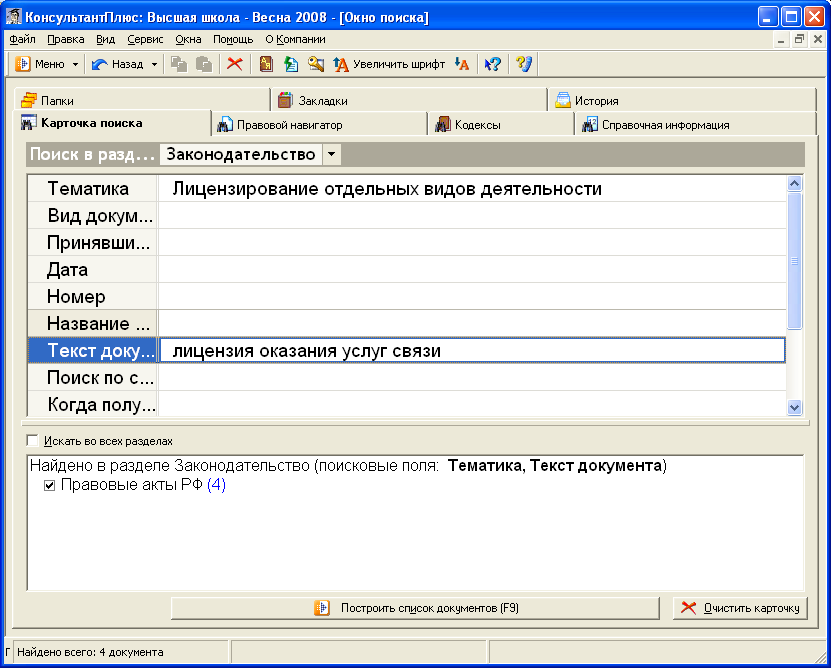 КонсультантПлюс: Высшая школа - Весна 2008 - [Окно поиска]
Файл Правка Вид Сервис Окна Помощь О Компании
Меню Назад Увеличить шрифт
Папки Закладки История
Карточка поиска Правовой навигатор Кодексы Справочная информация
Поиск в разд... Законодательство
Тематика Лицензирование отдельных видов деятельности
Вид докум...
Принявши...
Дата
Номер
Название ...
Текст доку... лицензия оказания услуг связи
Поиск по с...
Когда полу...
Искать во всех разделах
Найдено в разделе Законодательство (поисковые поля: Тематика, Текст документа)
Правовые акты РФ (4)
Построить список документов (F9) Очистить карточку
Г Найдено всего: 4 документа